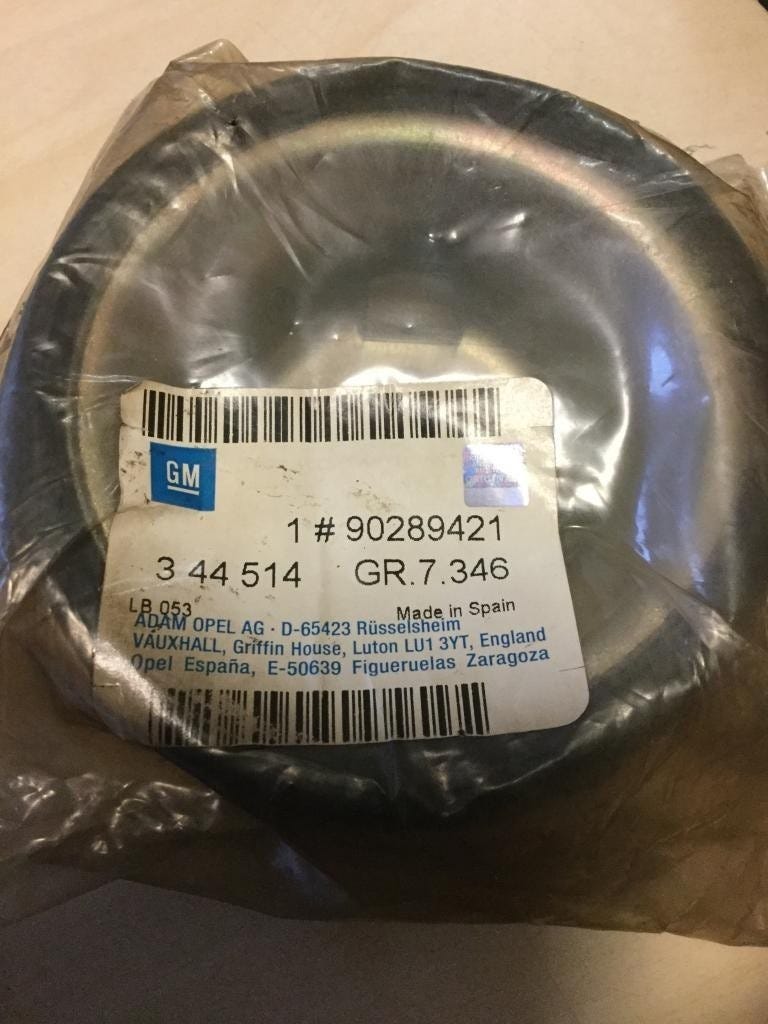 GM
1 # 90289421
3 44 514 GR.7.346
LB 053 Made in Spain
ADAM OPEL AG · D-65423 Rüsselsheim
VAUXHALL, Griffin House, Luton LU1 3YT, England
Opel España, E-50639 Figueruelas Zaragoza